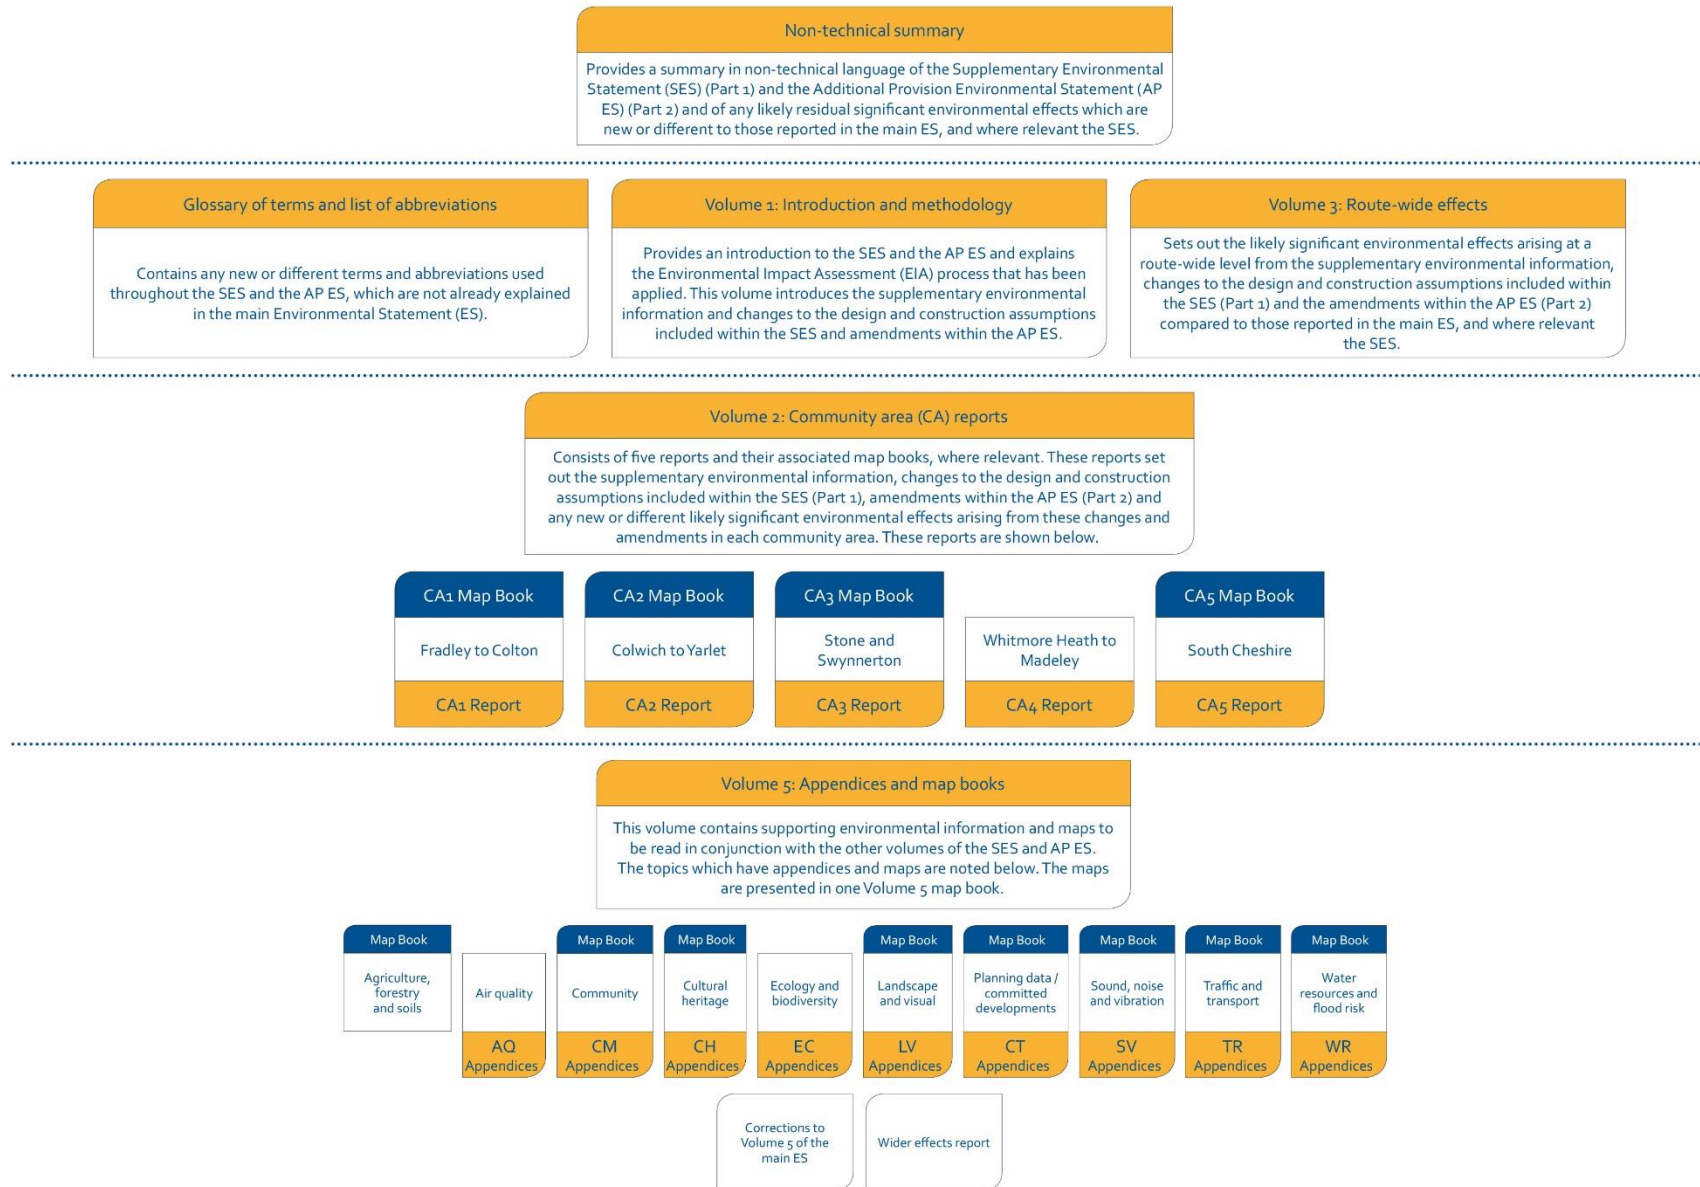 Non-technical summary
Provides a summary in non-technical language of the Supplementary Environmental
Statement (SES) (Part 1) and the Additional Provision Environmental Statement (AP
ES) (Part 2) and of any likely residual significant environmental effects which are
new or different to those reported in the main ES, and where relevant the SES.
Glossary of terms and list of abbreviations
Contains any new or different terms and abbreviations used
throughout the SES and the AP ES, which are not already explained
in the main Environmental Statement (ES).
Volume 1: Introduction and methodology
Provides an introduction to the SES and the AP ES and explains
the Environmental Impact Assessment (EIA) process that has been
applied. This volume introduces the supplementary environmental
information and changes to the design and construction assumptions
included within the SES and amendments within the AP ES.
Volume 3: Route-wide effects
Sets out the likely significant environmental effects arising at a
route-wide level from the supplementary environmental information,
changes to the design and construction assumptions included within
the SES (Part 1) and the amendments within the AP ES (Part 2)
compared to those reported in the main ES, and where relevant
the SES.
Volume 2: Community area (CA) reports
Consists of five reports and their associated map books, where relevant. These reports set
out the supplementary environmental information, changes to the design and construction
assumptions included within the SES (Part 1), amendments within the AP ES (Part 2) and
any new or different likely significant environmental effects arising from these changes and
amendments in each community area. These reports are shown below.
CA1 Map Book
Fradley to Colton
CA1 Report
CA2 Map Book
Colwich to Yarlet
CA2 Report
CA3 Map Book
Stone and
Swynnerton
CA3 Report
Whitmore Heath to
Madeley
CA4 Report
CA5 Map Book
South Cheshire
CA5 Report
Volume 5: Appendices and map books
This volume contains supporting environmental information and maps to
be read in conjunction with the other volumes of the SES and AP ES.
The topics which have appendices and maps are noted below. The maps
are presented in one Volume 5 map book.
Map Book
Agriculture,
forestry
and soils
Air quality
AQ
Appendices
Map Book
Community
CM
Appendices
Map Book
Cultural
heritage
CH
Appendices
Ecology and
biodiversity
EC
Appendices
Map Book
Landscape
and visual
LV
Appendices
Map Book
Planning data /
committed
developments
CT
Appendices
Map Book
Sound, noise
and vibration
SV
Appendices
Map Book
Traffic and
transport
TR
Appendices
Map Book
Water
resources and
flood risk
WR
Appendices
Corrections to
Volume 5 of the
main ES
Wider effects report